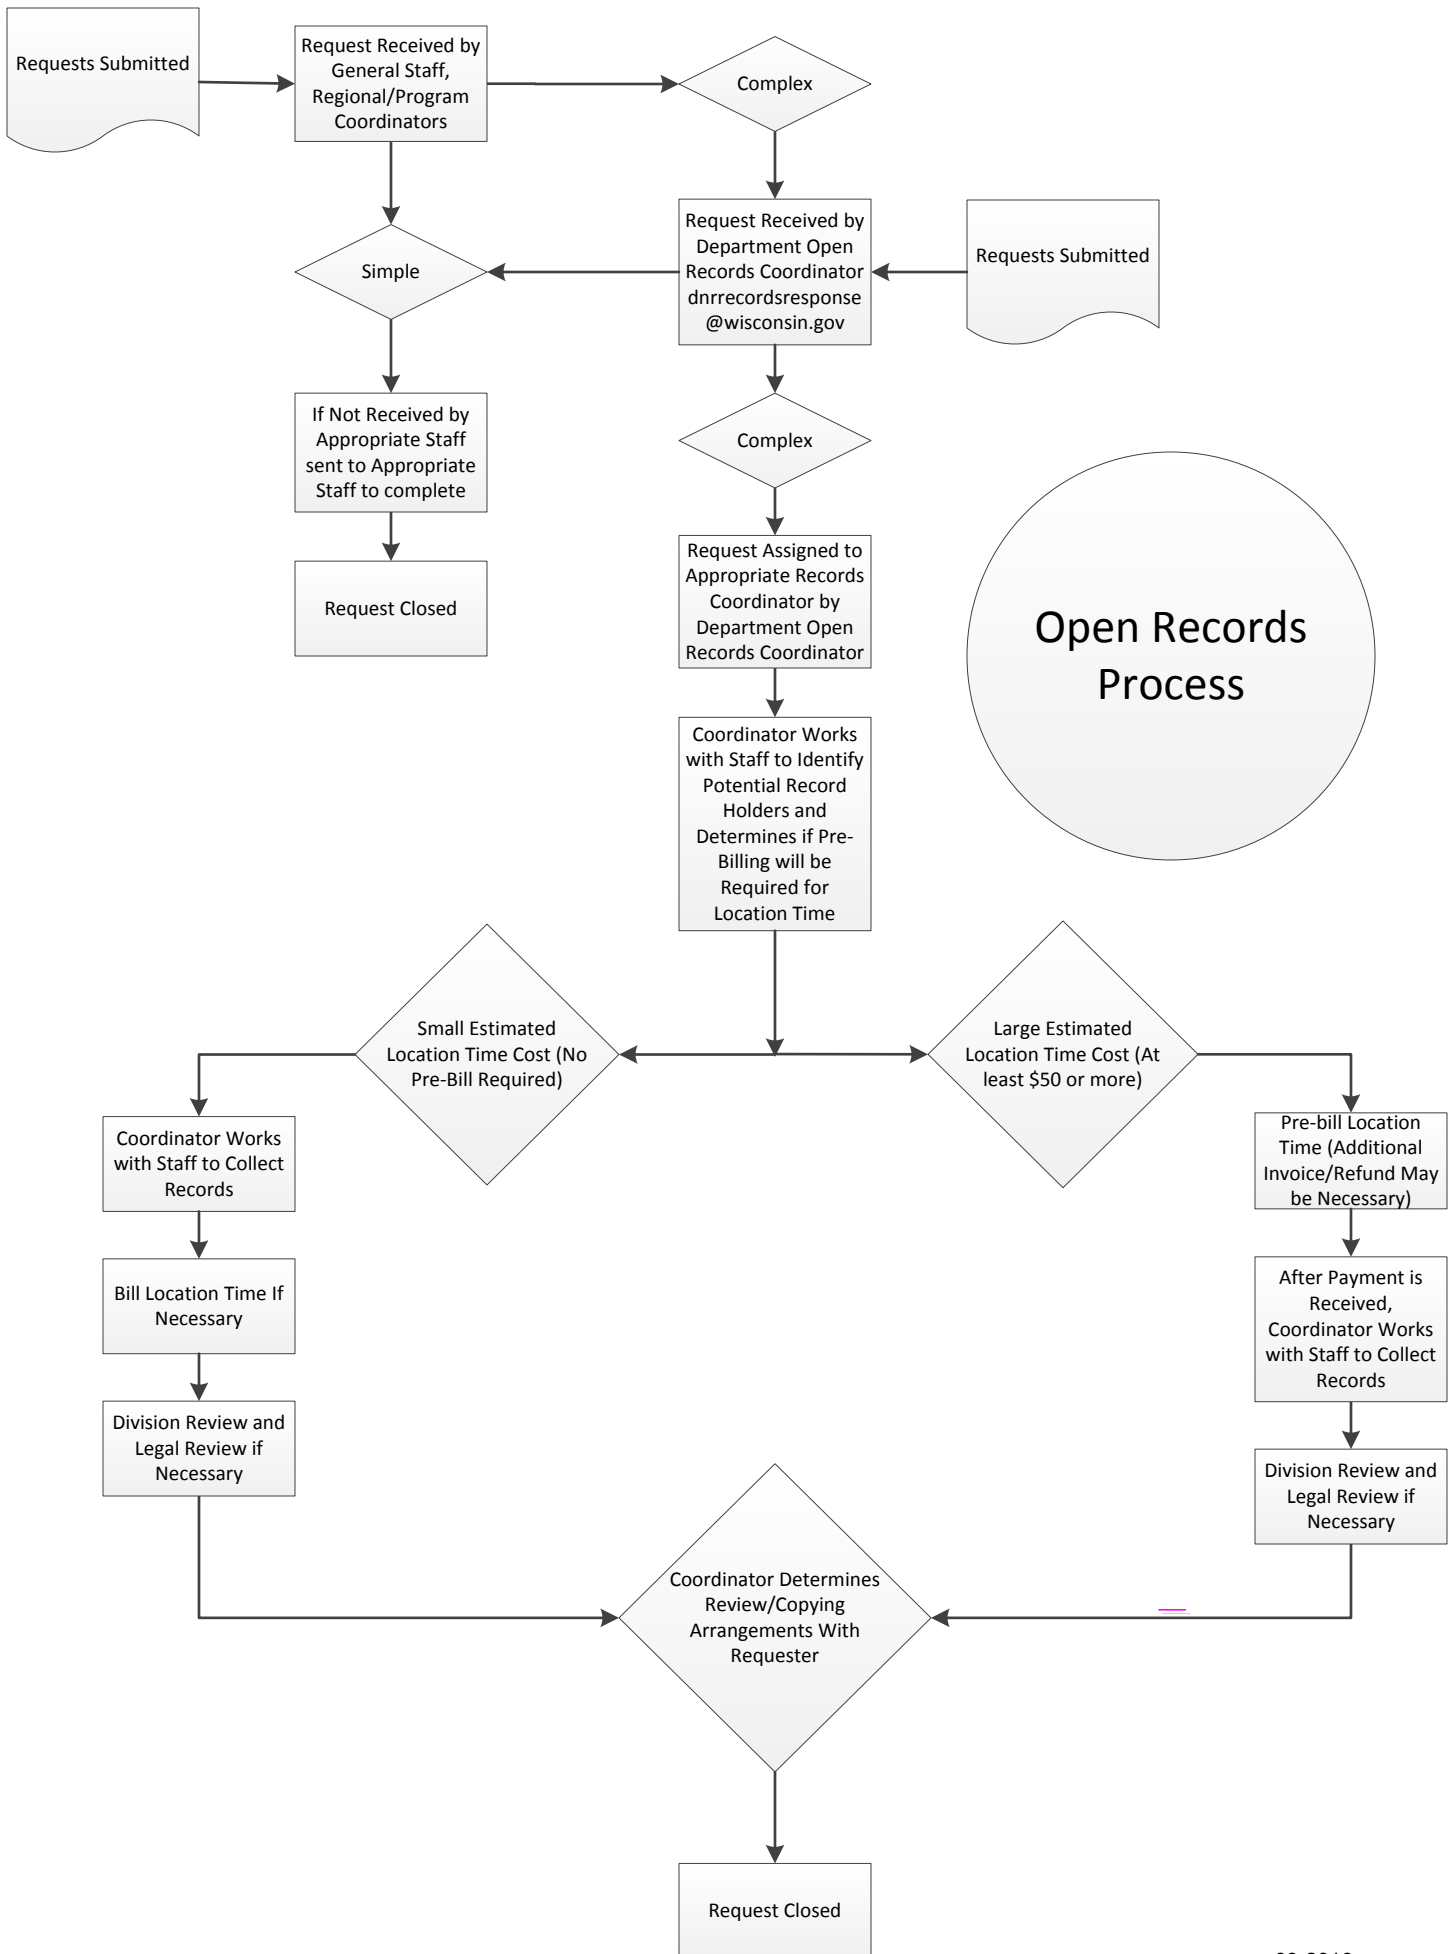 Requests Submitted
Request Received by
General Staff,
Regional/Program
Coordinators
Complex
Simple
Request Received by
Department Open
Records Coordinator
dnrrecordsresponse
@wisconsin.gov
Requests Submitted
If Not Received by
Appropriate Staff
sent to Appropriate
Staff to complete
Complex
Request Closed
Request Assigned to
Appropriate Records
Coordinator by
Department Open
Records Coordinator
Open Records
Process
Coordinator Works
with Staff to Identify
Potential Record
Holders and
Determines if Pre-
Billing will be
Required for
Location Time
Small Estimated
Location Time Cost (No
Pre-Bill Required)
Large Estimated
Location Time Cost (At
least $50 or more)
Coordinator Works
with Staff to Collect
Records
Bill Location Time If
Necessary
Division Review and
Legal Review if
Necessary
Pre-bill Location
Time (Additional
Invoice/Refund May
be Necessary)
After Payment is
Received,
Coordinator Works
with Staff to Collect
Records
Division Review and
Legal Review if
Necessary
Coordinator Determines
Review/Copying
Arrangements With
Requester
Request Closed